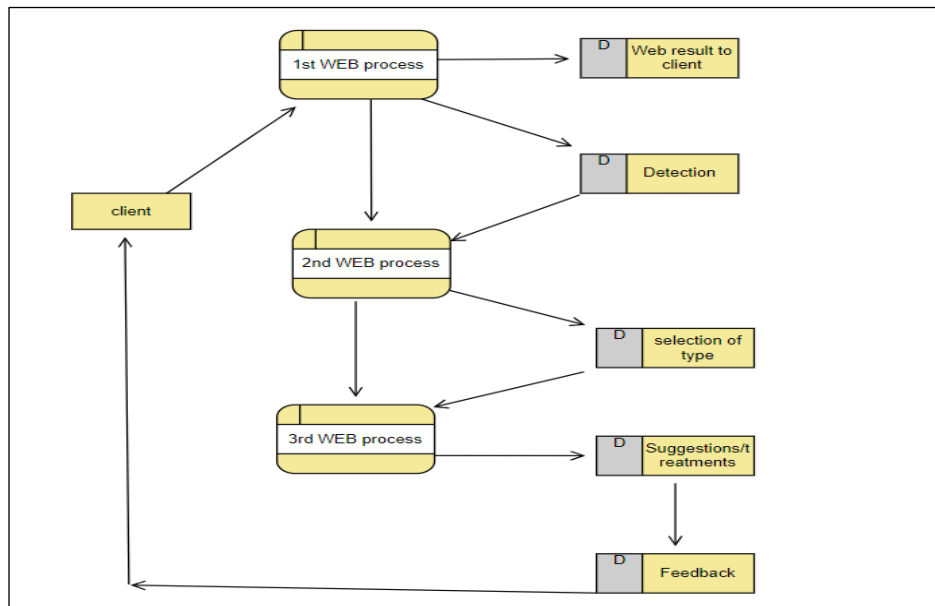 1st WEB process
D
Web result to
client
D
Detection
client
2nd WEB process
D
selection of
type
3rd WEB process
D
Suggestions/t
reatments
D
Feedback